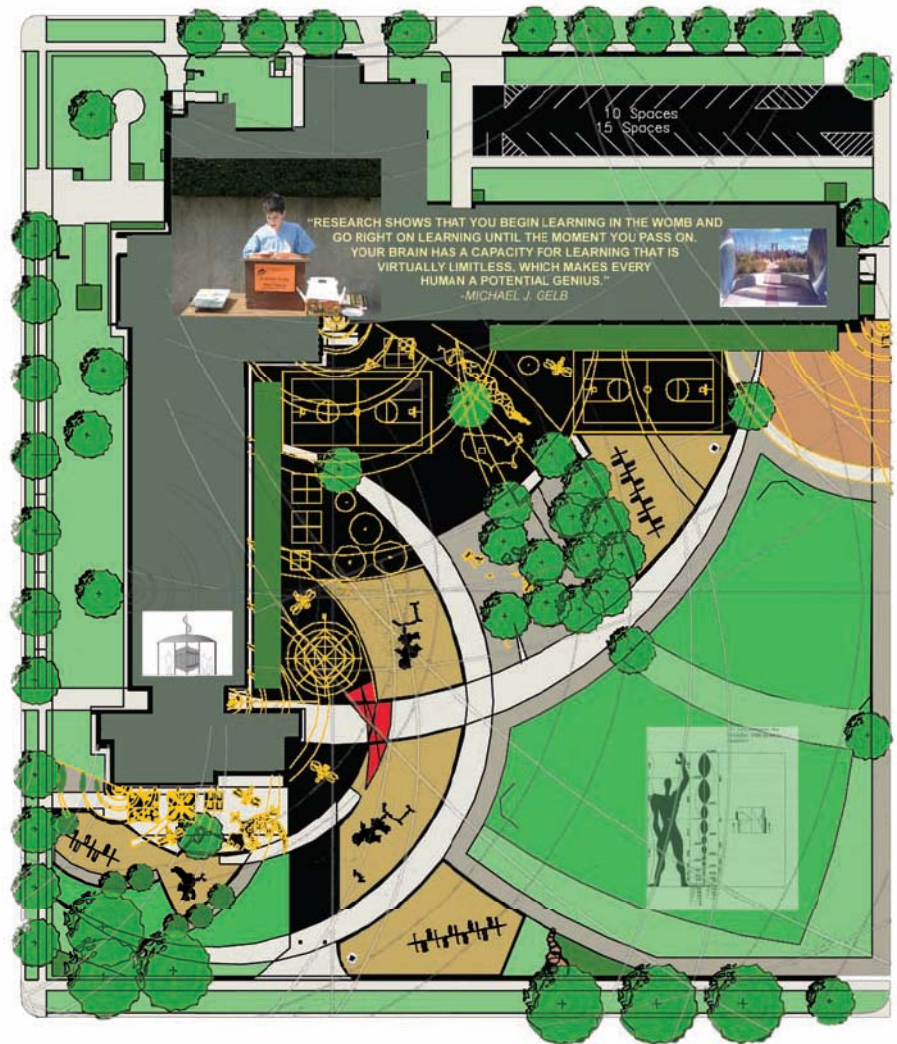 10 Spaces
15 Spaces
"RESEARCH SHOWS THAT YOU BEGIN LEARNING IN THE WOMB AND
GO RIGHT ON LEARNING UNTIL THE MOMENT YOU PASS ON.
YOUR BRAIN HAS A CAPACITY FOR LEARNING THAT IS
VIRTUALLY LIMITLESS, WHICH MAKES EVERY
HUMAN A POTENTIAL GENIUS."
-MICHAEL J. GELB